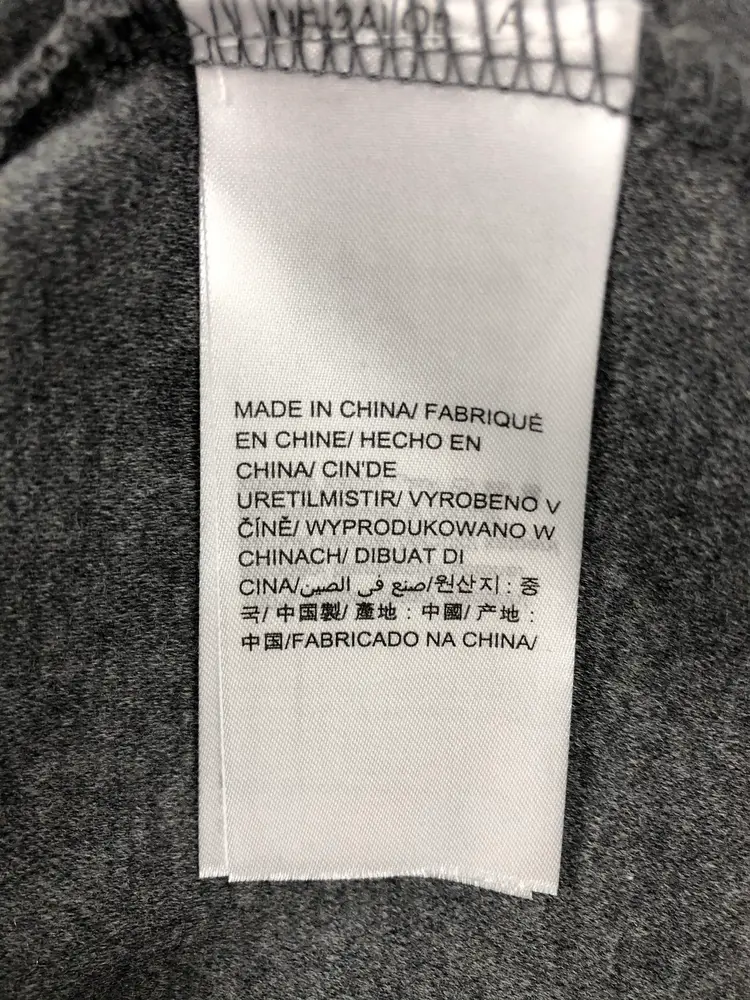 MADE IN CHINA/ FABRIQUÉ
EN CHINE/ HECHO EN
CHINA/ CIN'DE
URETILMISTIR/ VYROBENO V
ČÍNĚ/ WYPRODUKOWANO W
CHINACH/ DIBUAT DI
CINA/صنع في الصين/원산지 : 중
국/ 中国製/ 產地 : 中國/ 产地 :
中国/FABRICADO NA CHINA/